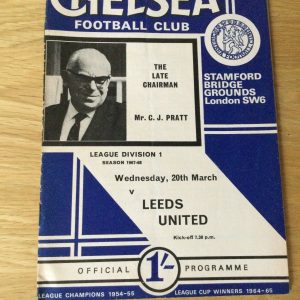 CHELSEA
FOOTBALL CLUB
THE
LATE
CHAIRMAN
Mr. C. J. PRATT
STAMFORD
BRIDGE
GROUNDS
London SW6
LEAGUE DIVISION 1
SEASON 1967-68
Wednesday, 20th March
v
LEEDS
UNITED
Kick-off 7.30 p.m.
OFFICIAL 1/- PROGRAMME
LEAGUE CHAMPIONS 1954-55 LEAGUE CUP WINNERS 1964-65